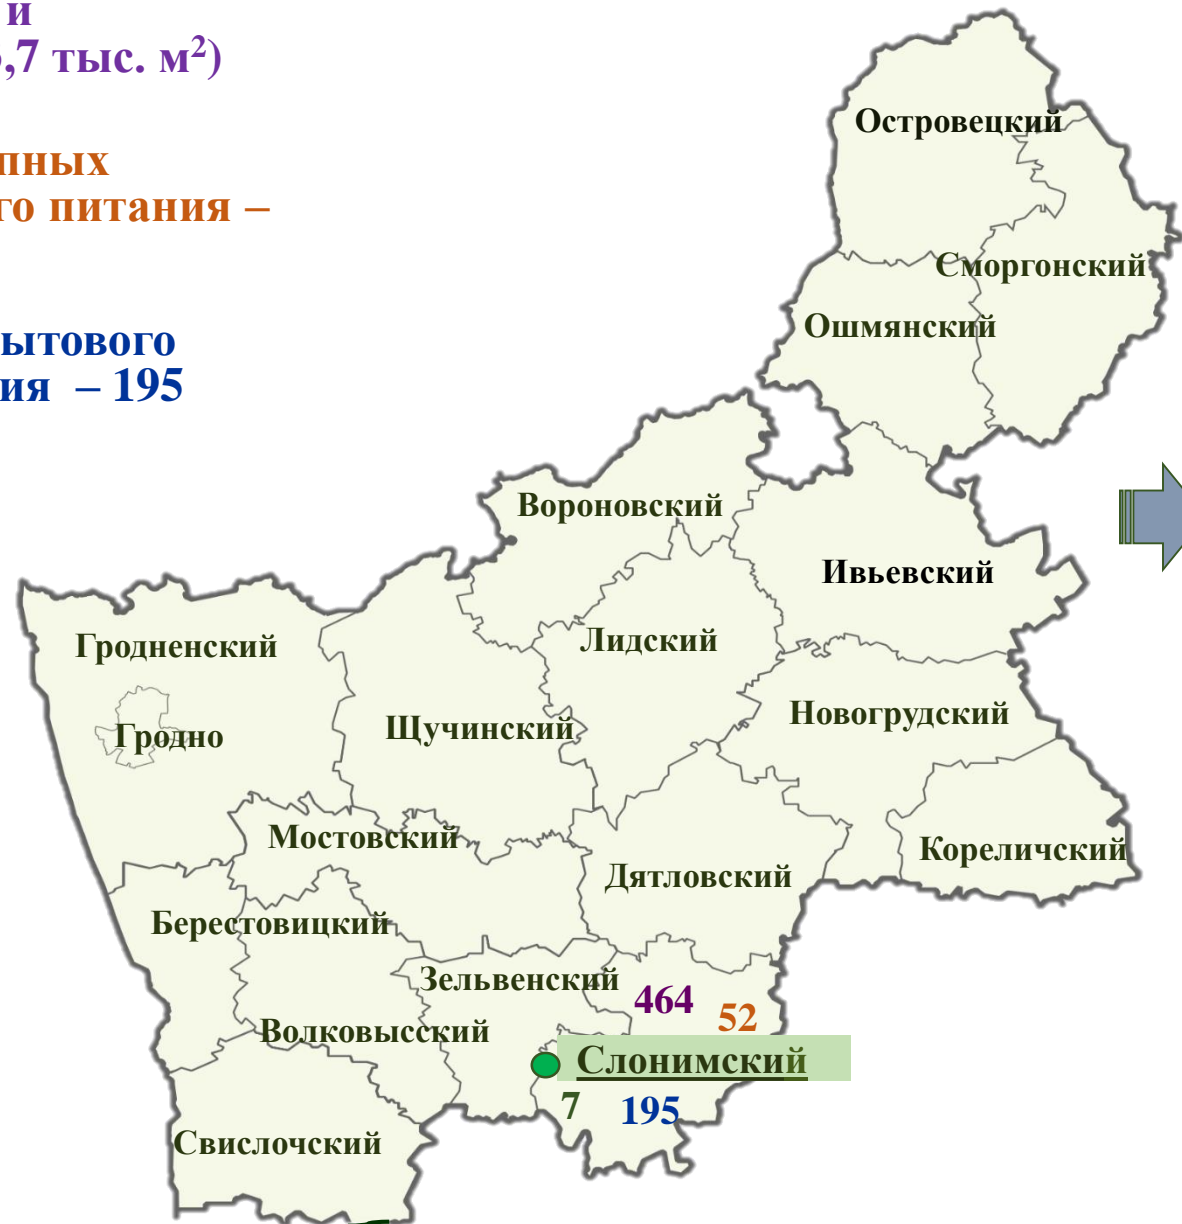 и
,7 тыс. м²)
пных
го питания –
ытового
ия – 195
Островецкий
Сморгонский
Ошмянский
Вороновский
Ивьевский
Гродненский
Лидский
Щучинский
Новогрудский
Гродно
Мостовский
Кореличский
Дятловский
Берестовицкий
Зельвенский
464
52
Волковысский
Слонимский
7
195
Свислочский